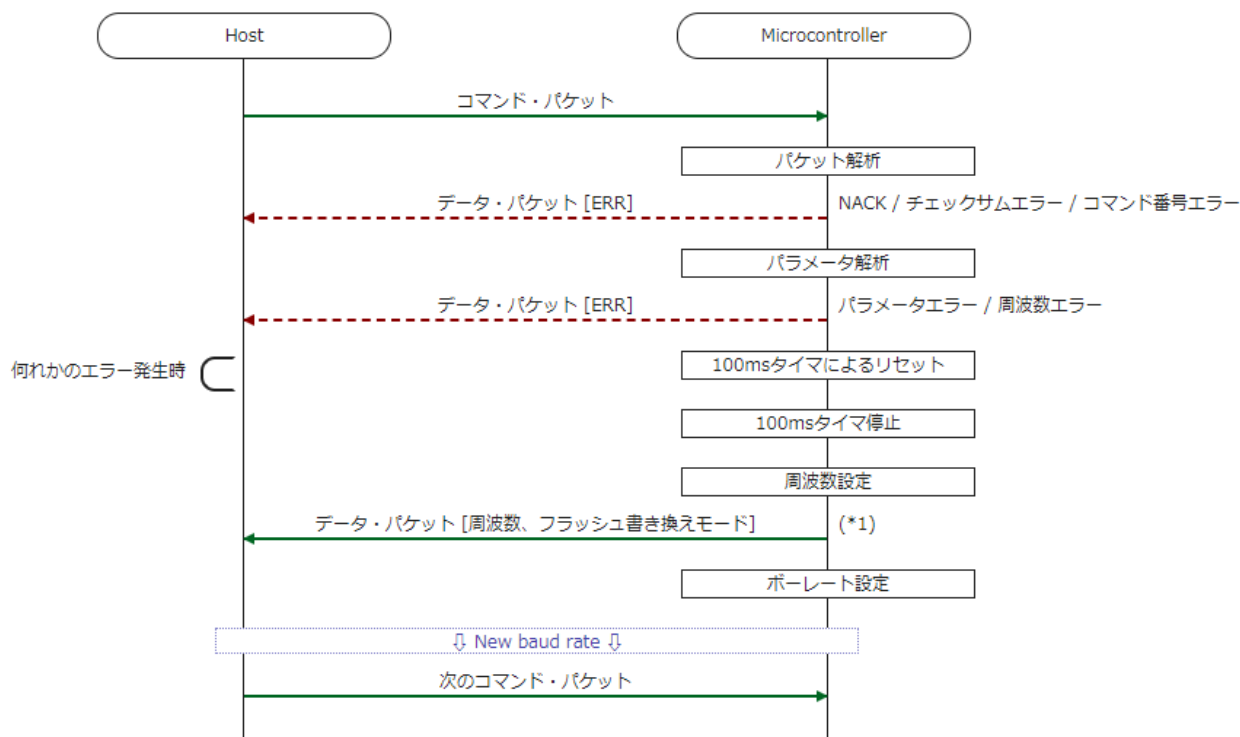 Host
Microcontroller
コマンド・パケット
パケット解析
データ・パケット [ERR]
NACK / チェックサムエラー / コマンド番号エラー
パラメータ解析
データ・パケット [ERR]
パラメータエラー / 周波数エラー
何れかのエラー発生時
100msタイマによるリセット
100msタイマ停止
周波数設定
データ・パケット [周波数、フラッシュ書き換えモード]
(*1)
ボーレート設定
⇩ New baud rate ⇩
次のコマンド・パケット